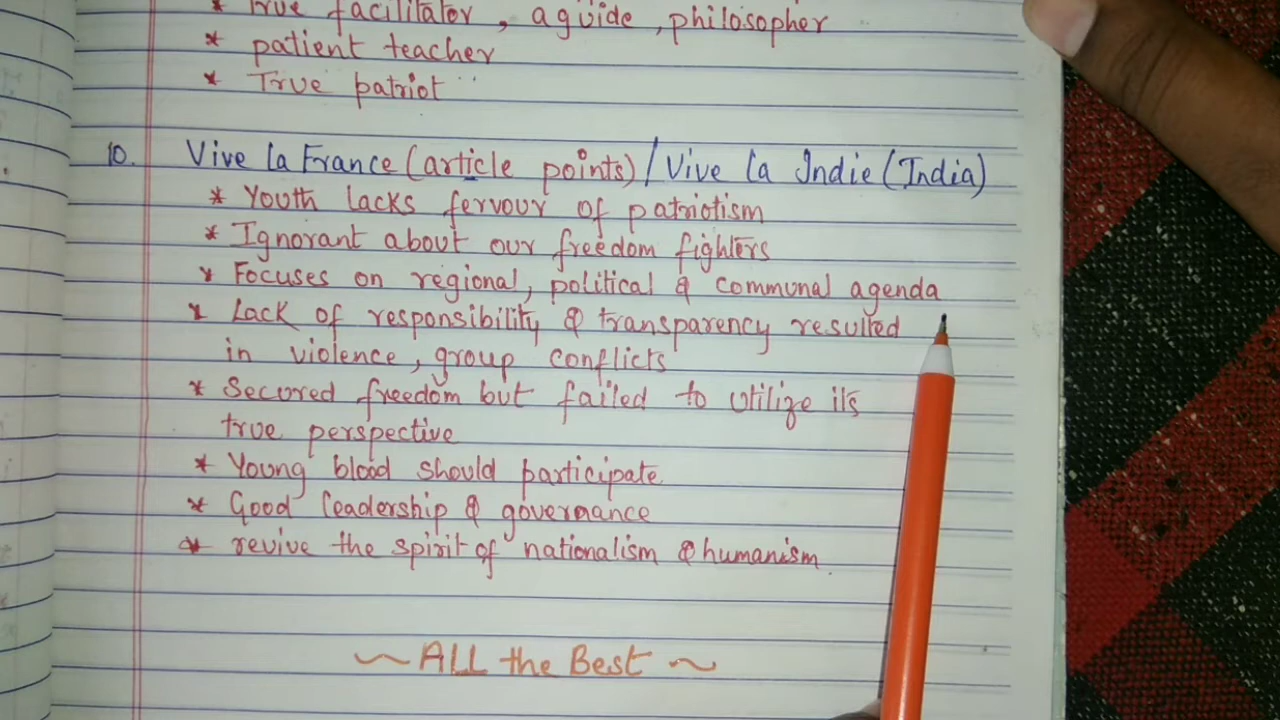 * True facilitator, a guide, philosopher
* patient teacher
* True patriot
10. Vive la France (article points) / Vive la Indie (India)
* Youth lacks fervour of patriotism
* Ignorant about our freedom fighters
* Focuses on regional, political & communal agenda
* Lack of responsibility & transparency resulted
in violence, group conflicts
* Secured freedom but failed to utilize its
true perspective
* Young blood should participate
* Good leadership & governance
* revive the spirit of nationalism & humanism.
~ ALL the Best ~